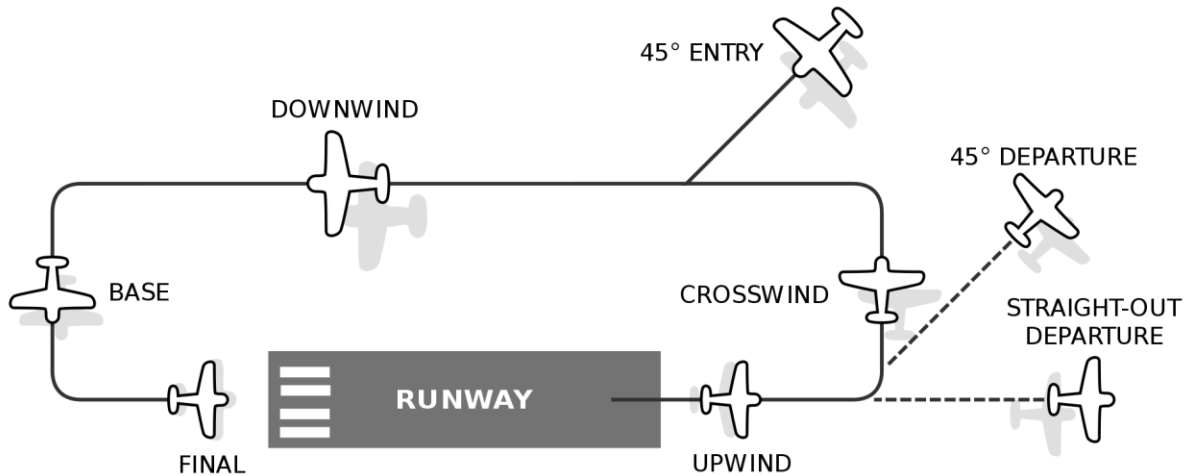 45° ENTRY
DOWNWIND
45° DEPARTURE
BASE
CROSSWIND
STRAIGHT-OUT
DEPARTURE
RUNWAY
FINAL
UPWIND